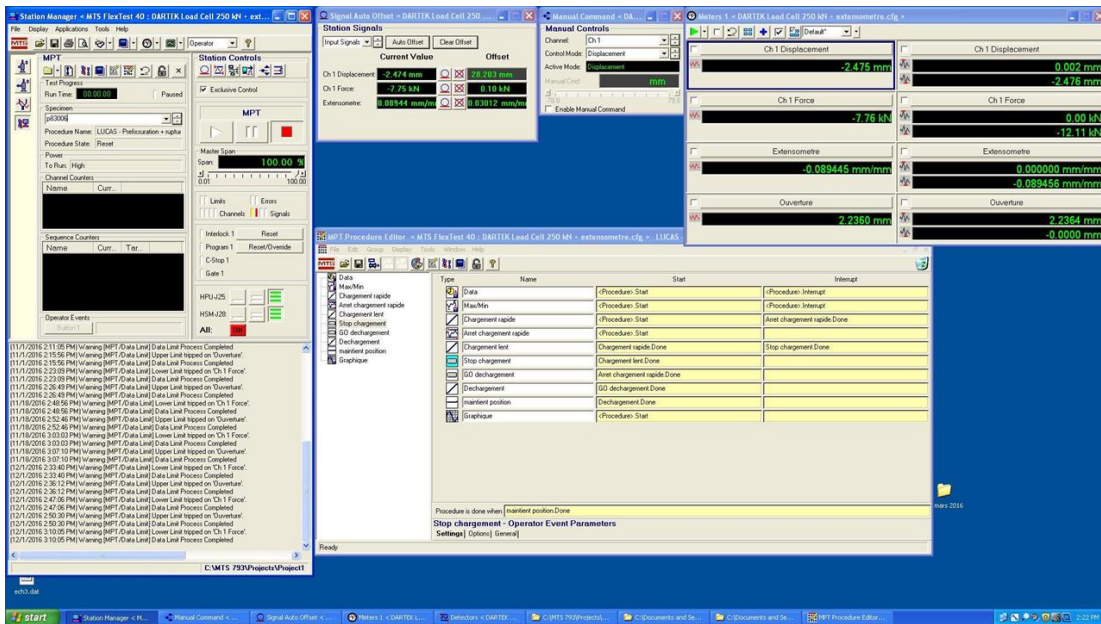 Station Manager < MTS FlexTest 40 : DARTEK Load Cell 250 kN - ext...
File Display Applications Tools Help
Operator
MPT
Test Progress
Run Time: 00:00:00 Paused
Specimen
p83006
Procedure Name: LUCAS - Prefissuration + ruptu
Procedure State: Reset
Power
To Run: High
Channel Counters
Name Curr...
Sequence Counters
Name Curr... Ter...
Operator Events
Button 1
Station Controls
Exclusive Control
MPT
Master Span
Span: 100.00 %
0.01 100.00
Limits Errors
Channels Signals
Interlock 1 Reset
Program 1 Reset/Override
C-Stop 1
Gate 1
HPU-J25:
HSM-J28:
All:
(11/1/2016 2:11:05 PM) Warning [MPT/Data Limit] Data Limit Process Completed
(11/1/2016 2:15:56 PM) Warning [MPT/Data Limit] Upper Limit tripped on 'Ouverture'.
(11/1/2016 2:15:56 PM) Warning [MPT/Data Limit] Data Limit Process Completed
(11/1/2016 2:23:09 PM) Warning [MPT/Data Limit] Lower Limit tripped on 'Ch 1 Force'.
(11/1/2016 2:23:09 PM) Warning [MPT/Data Limit] Data Limit Process Completed
(11/1/2016 2:26:49 PM) Warning [MPT/Data Limit] Upper Limit tripped on 'Ouverture'.
(11/1/2016 2:26:49 PM) Warning [MPT/Data Limit] Data Limit Process Completed
(11/18/2016 2:48:56 PM) Warning [MPT/Data Limit] Lower Limit tripped on 'Ch 1 Force'.
(11/18/2016 2:48:56 PM) Warning [MPT/Data Limit] Data Limit Process Completed
(11/18/2016 2:52:46 PM) Warning [MPT/Data Limit] Upper Limit tripped on 'Ouverture'.
(11/18/2016 2:52:46 PM) Warning [MPT/Data Limit] Data Limit Process Completed
(11/18/2016 3:03:03 PM) Warning [MPT/Data Limit] Lower Limit tripped on 'Ch 1 Force'.
(11/18/2016 3:03:03 PM) Warning [MPT/Data Limit] Data Limit Process Completed
(11/18/2016 3:07:10 PM) Warning [MPT/Data Limit] Upper Limit tripped on 'Ouverture'.
(11/18/2016 3:07:10 PM) Warning [MPT/Data Limit] Data Limit Process Completed
(12/1/2016 2:33:40 PM) Warning [MPT/Data Limit] Lower Limit tripped on 'Ch 1 Force'.
(12/1/2016 2:33:40 PM) Warning [MPT/Data Limit] Data Limit Process Completed
(12/1/2016 2:36:12 PM) Warning [MPT/Data Limit] Upper Limit tripped on 'Ouverture'.
(12/1/2016 2:36:12 PM) Warning [MPT/Data Limit] Data Limit Process Completed
(12/1/2016 2:47:06 PM) Warning [MPT/Data Limit] Lower Limit tripped on 'Ch 1 Force'.
(12/1/2016 2:47:06 PM) Warning [MPT/Data Limit] Data Limit Process Completed
(12/1/2016 2:50:30 PM) Warning [MPT/Data Limit] Upper Limit tripped on 'Ouverture'.
(12/1/2016 2:50:30 PM) Warning [MPT/Data Limit] Data Limit Process Completed
(12/1/2016 3:10:05 PM) Warning [MPT/Data Limit] Lower Limit tripped on 'Ch 1 Force'.
(12/1/2016 3:10:05 PM) Warning [MPT/Data Limit] Data Limit Process Completed
C:\MTS 793\Projects\Project1
Signal Auto Offset < DARTEK Load Cell 250 ...
Station Signals
Input Signals Auto Offset Clear Offset
Current Value Offset
Ch 1 Displacement: -2.474 mm 28.283 mm
Ch 1 Force: -7.75 kN 0.10 kN
Extensometre: 0.08944 mm/m 0.03012 mm/m
Manual Command < DA...
Manual Controls
Channel: Ch 1
Control Mode: Displacement
Active Mode: Displacement
Manual Cmd: mm
-70.0 70.0
Enable Manual Command
Meters 1 < DARTEK Load Cell 250 kN - extensometre.cfg >
Default*
Ch 1 Displacement
-2.475 mm
Ch 1 Force
-7.76 kN
Extensometre
-0.089445 mm/mm
Ouverture
2.2360 mm
Ch 1 Displacement
0.002 mm
-2.476 mm
Ch 1 Force
0.00 kN
-12.11 kN
Extensometre
0.000000 mm/mm
-0.089456 mm/mm
Ouverture
2.2364 mm
-0.0000 mm
MPT Procedure Editor < MTS FlexTest 40 : DARTEK Load Cell 250 kN - extensometre.cfg > - LUCAS -
File Edit Group Display Tools Window Help
Data
Max/Min
Chargement rapide
Arret chargement rapide
Chargement lent
Stop chargement
GO dechargement
Dechargement
maintient position
Graphique
Type Name Start Interrupt
Data <Procedure>.Start <Procedure>.Interrupt
Max/Min <Procedure>.Start <Procedure>.Interrupt
Chargement rapide <Procedure>.Start Arret chargement rapide.Done
Arret chargement rapide <Procedure>.Start
Chargement lent Chargement rapide.Done Stop chargement.Done
Stop chargement Chargement lent.Done
GO dechargement Arret chargement rapide.Done
Dechargement GO dechargement.Done
maintient position Dechargement.Done
Graphique <Procedure>.Start
Procedure is done when maintient position.Done
Stop chargement - Operator Event Parameters
Settings| Options| General|
Ready
mars 2016
ech3.dat
start
Station Manager < M...
Manual Command < ...
Signal Auto Offset < ...
Meters 1 < DARTEK L...
Detectors < DARTEK ...
C:\MTS 793\Projects\...
C:\Documents and Se...
C:\Documents and Se...
MPT Procedure Editor...
2:22 PM